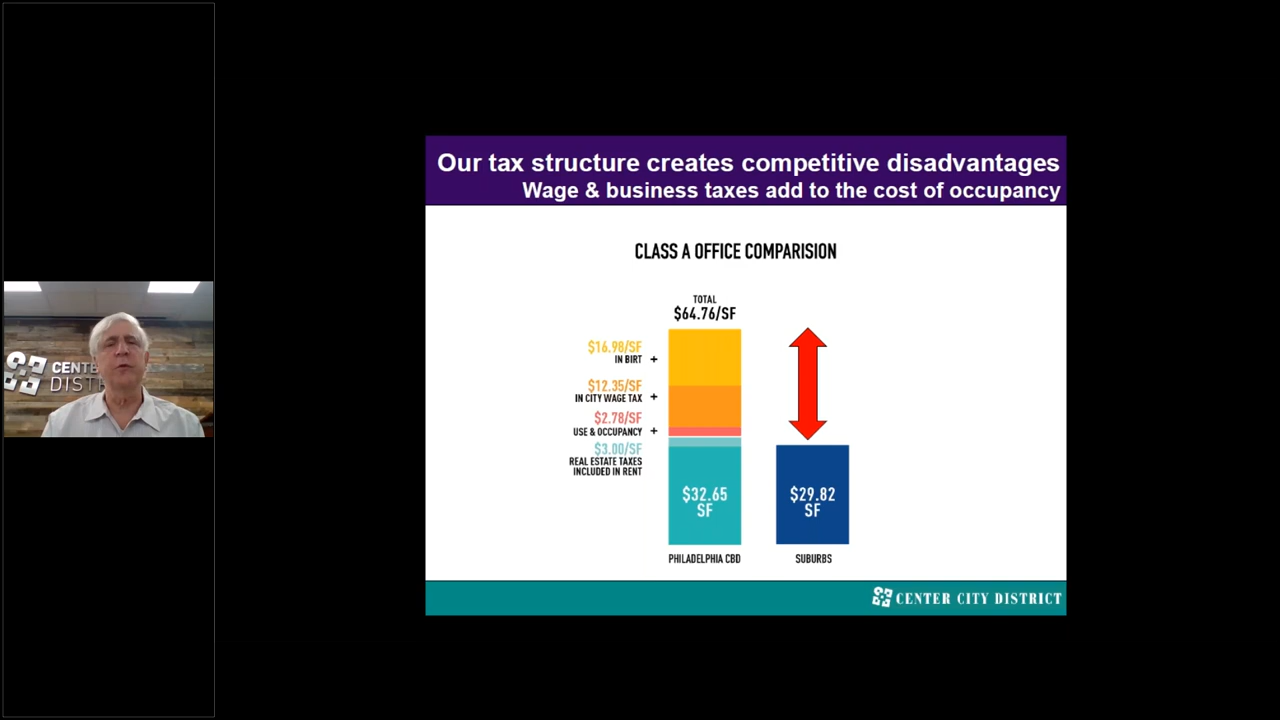 Our tax structure creates competitive disadvantages
Wage & business taxes add to the cost of occupancy
CLASS A OFFICE COMPARISION
TOTAL
$64.76/SF
$16.98/SF
IN BIRT +
$12.35/SF
IN CITY WAGE TAX +
$2.78/SF
USE & OCCUPANCY +
$3.00/SF
REAL ESTATE TAXES
INCLUDED IN RENT
$32.65
SF
$29.82
SF
PHILADELPHIA CBD
SUBURBS
CENTER CITY DISTRICT
CENT
DIST